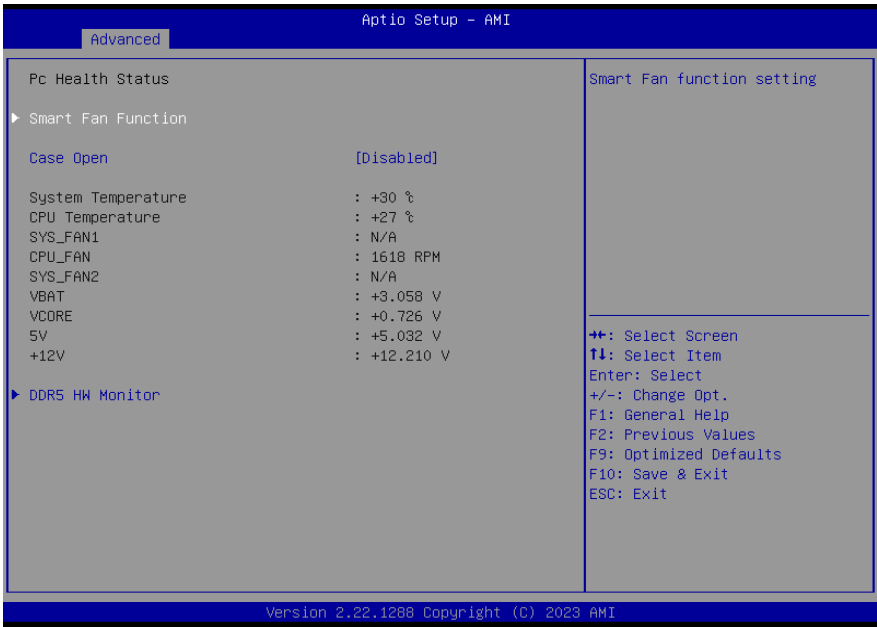 Aptio Setup - AMI
Advanced
Pc Health Status
Smart Fan Function
Case Open [Disabled]
System Temperature : +30 ℃
CPU Temperature : +27 ℃
SYS_FAN1 : N/A
CPU_FAN : 1618 RPM
SYS_FAN2 : N/A
VBAT : +3.058 V
VCORE : +0.726 V
5V : +5.032 V
+12V : +12.210 V
DDR5 HW Monitor
Smart Fan function setting
→←: Select Screen
↑↓: Select Item
Enter: Select
+/-: Change Opt.
F1: General Help
F2: Previous Values
F9: Optimized Defaults
F10: Save & Exit
ESC: Exit
Version 2.22.1288 Copyright (C) 2023 AMI